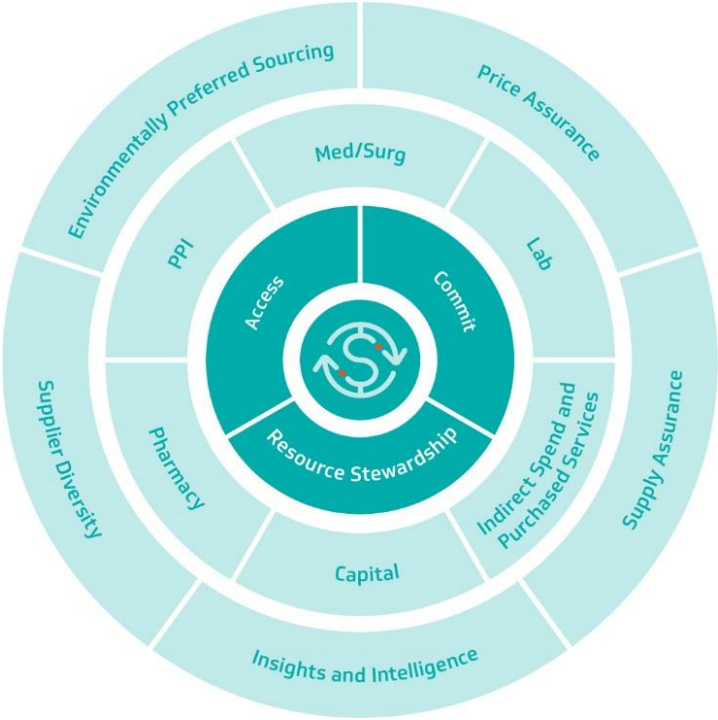 Environmentally Preferred Sourcing
Price Assurance
Supply Assurance
Insights and Intelligence
Supplier Diversity
Med/Surg
Lab
Indirect Spend and
Purchased Services
Capital
Pharmacy
PPI
Access
Commit
Resource Stewardship